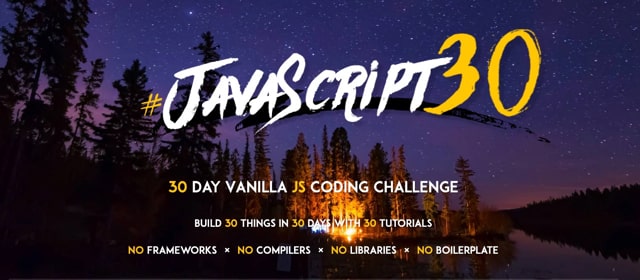 #JAVASCRIPT30
30 DAY VANILLA JS CODING CHALLENGE
BUILD 30 THINGS IN 30 DAYS WITH 30 TUTORIALS
NO FRAMEWORKS × NO COMPILERS × NO LIBRARIES × NO BOILERPLATE